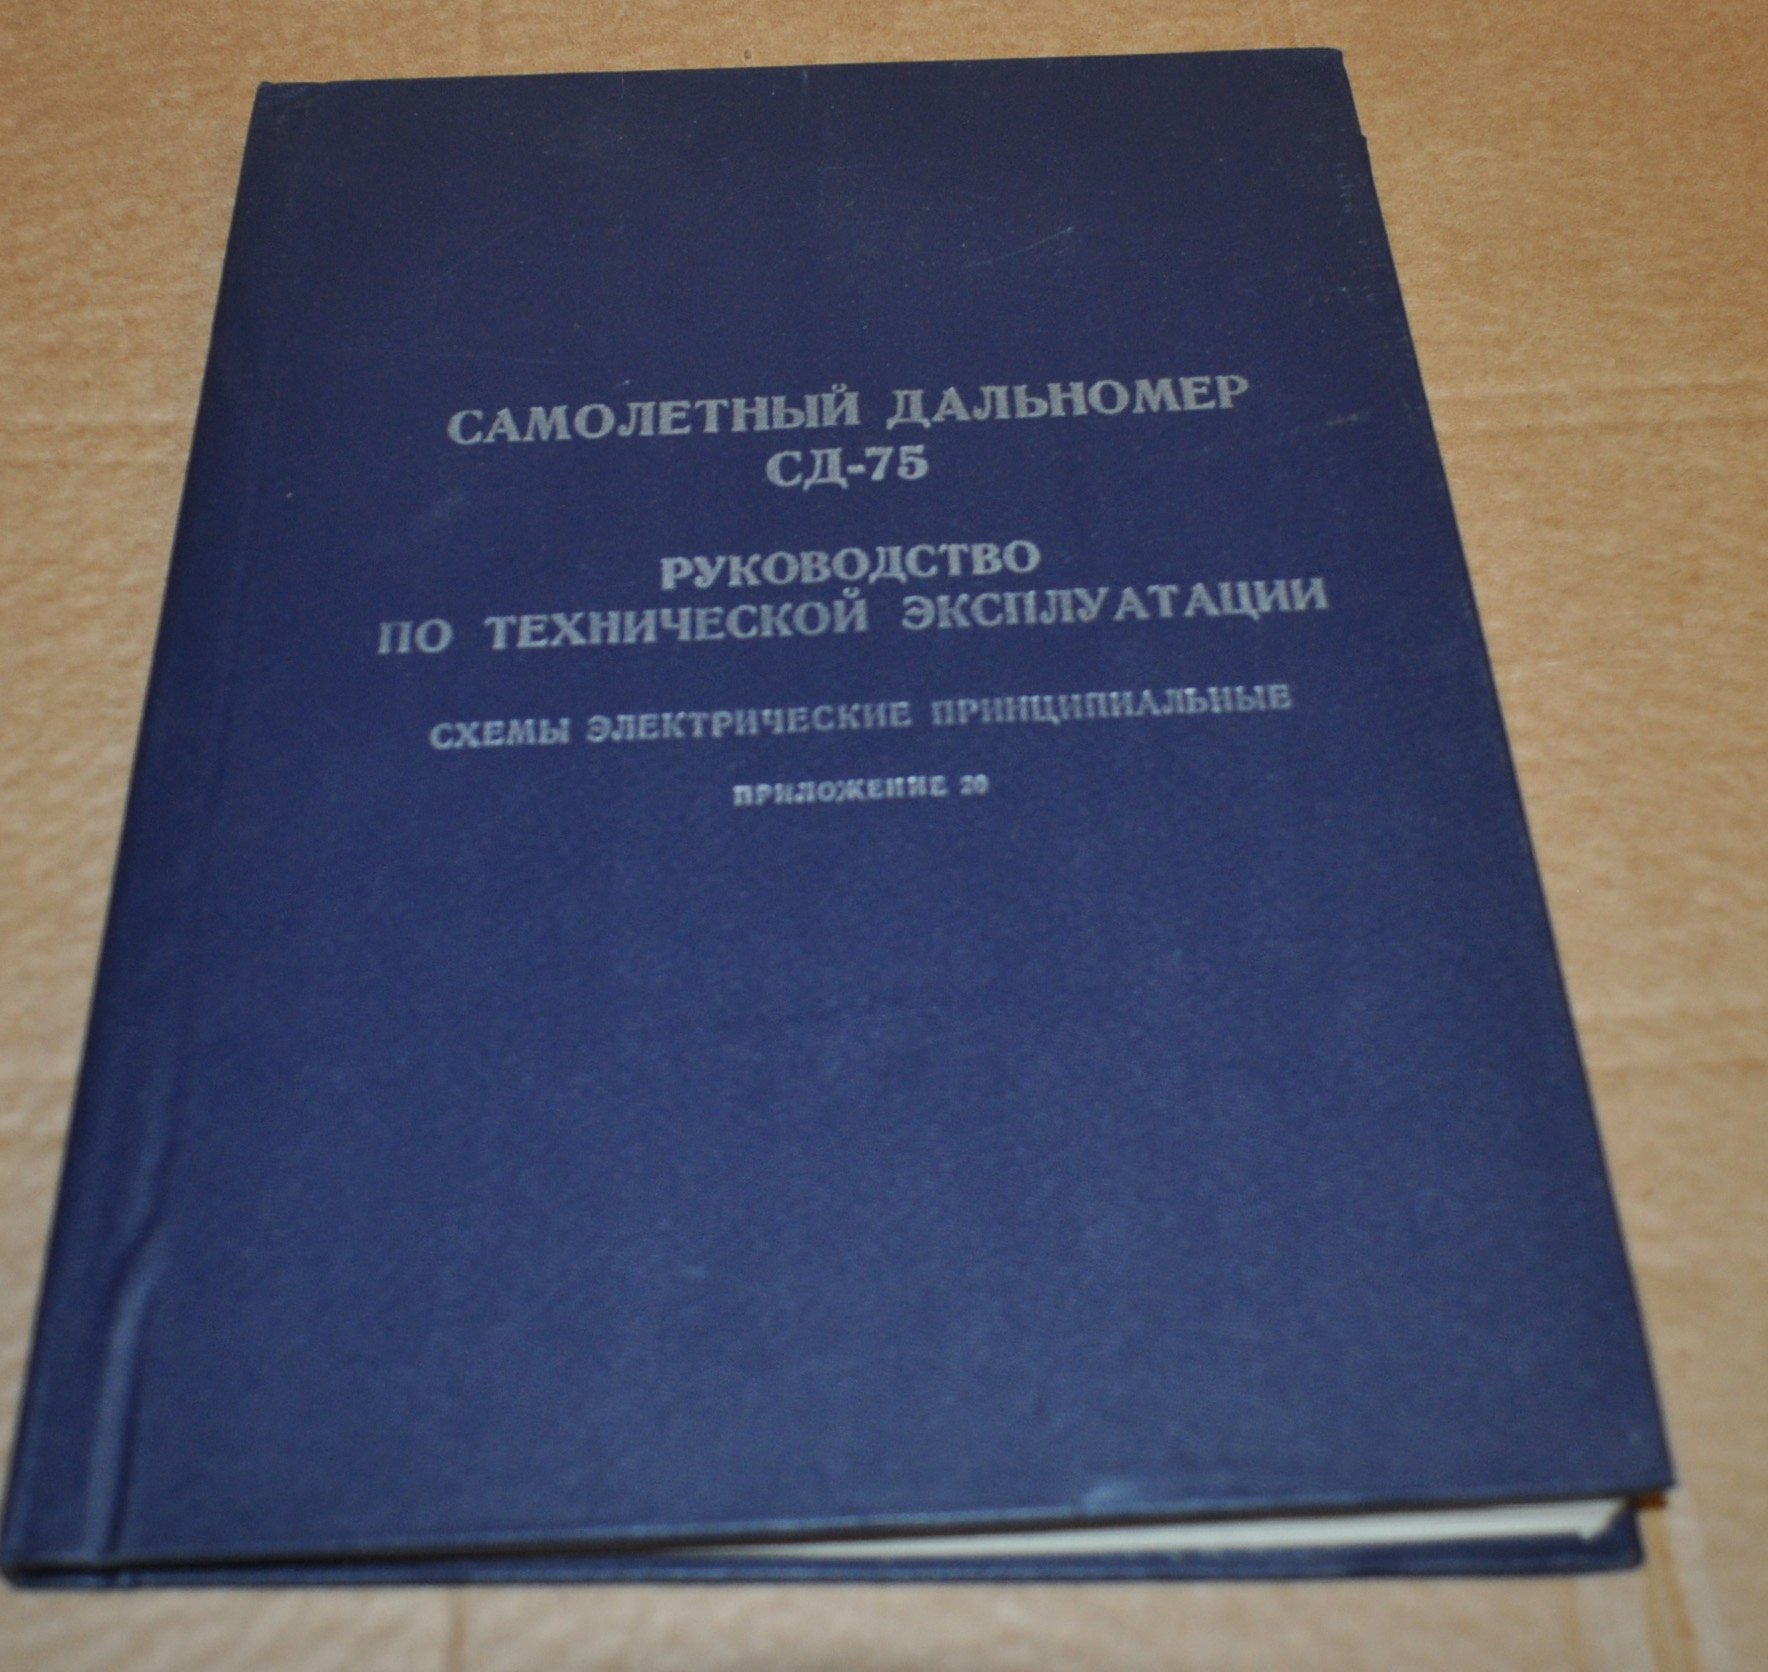 САМОЛЕТНЫЙ ДАЛЬНОМЕР
СД-75
РУКОВОДСТВО
ПО ТЕХНИЧЕСКОЙ ЭКСПЛУАТАЦИИ
СХЕМЫ ЭЛЕКТРИЧЕСКИЕ ПРИНЦИПИАЛЬНЫЕ
ПРИЛОЖЕНИЕ 20